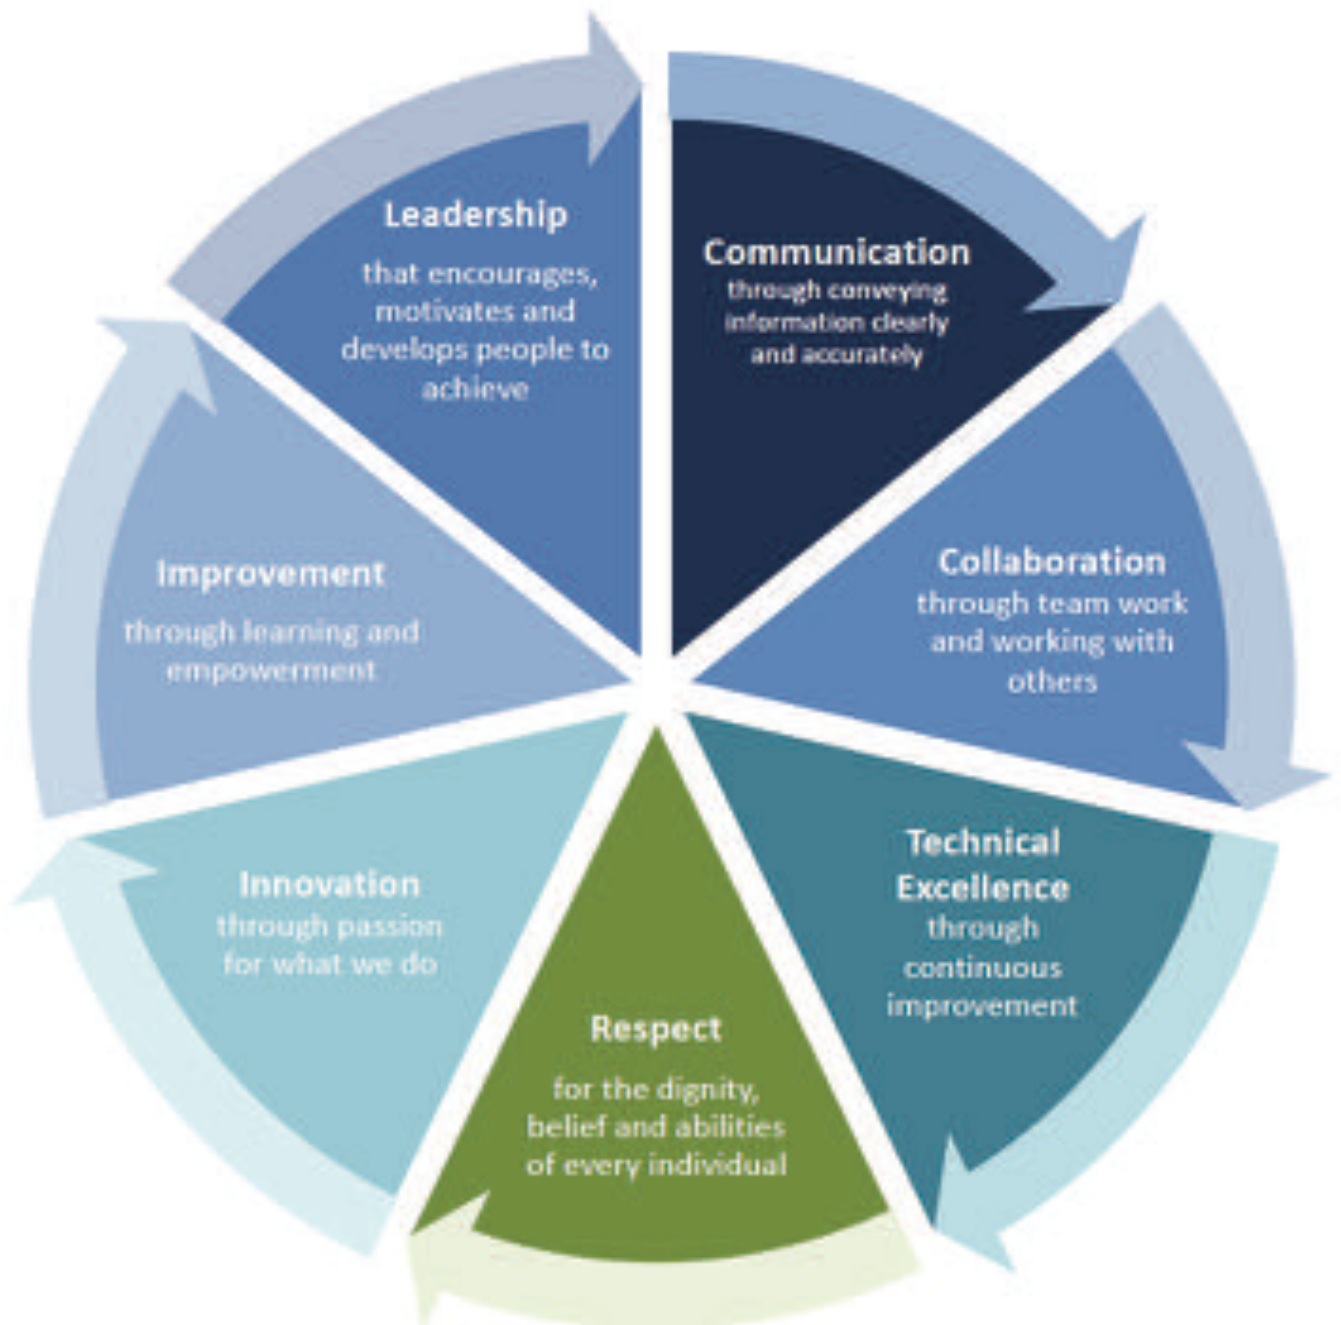 Leadership
that encourages,
motivates and
develops people to
achieve
Communication
through conveying
information clearly
and accurately
Collaboration
through team work
and working with
others
Technical
Excellence
through
continuous
improvement
Respect
for the dignity,
belief and abilities
of every individual
Innovation
through passion
for what we do
Improvement
through learning and
empowerment